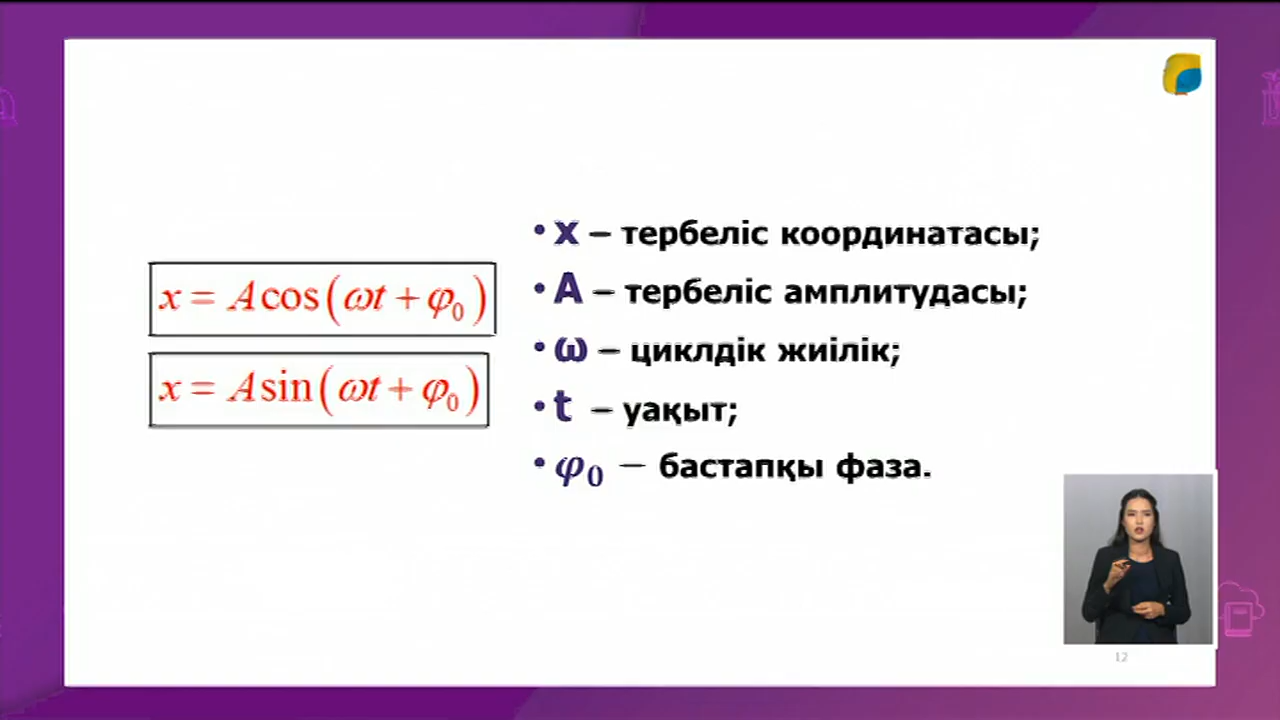 x = A cos(ωt + φ₀)
x = A sin(ωt + φ₀)
• x – тербеліс координатасы;
• A – тербеліс амплитудасы;
• ω – циклдік жиілік;
• t – уақыт;
• φ₀ – бастапқы фаза.
12